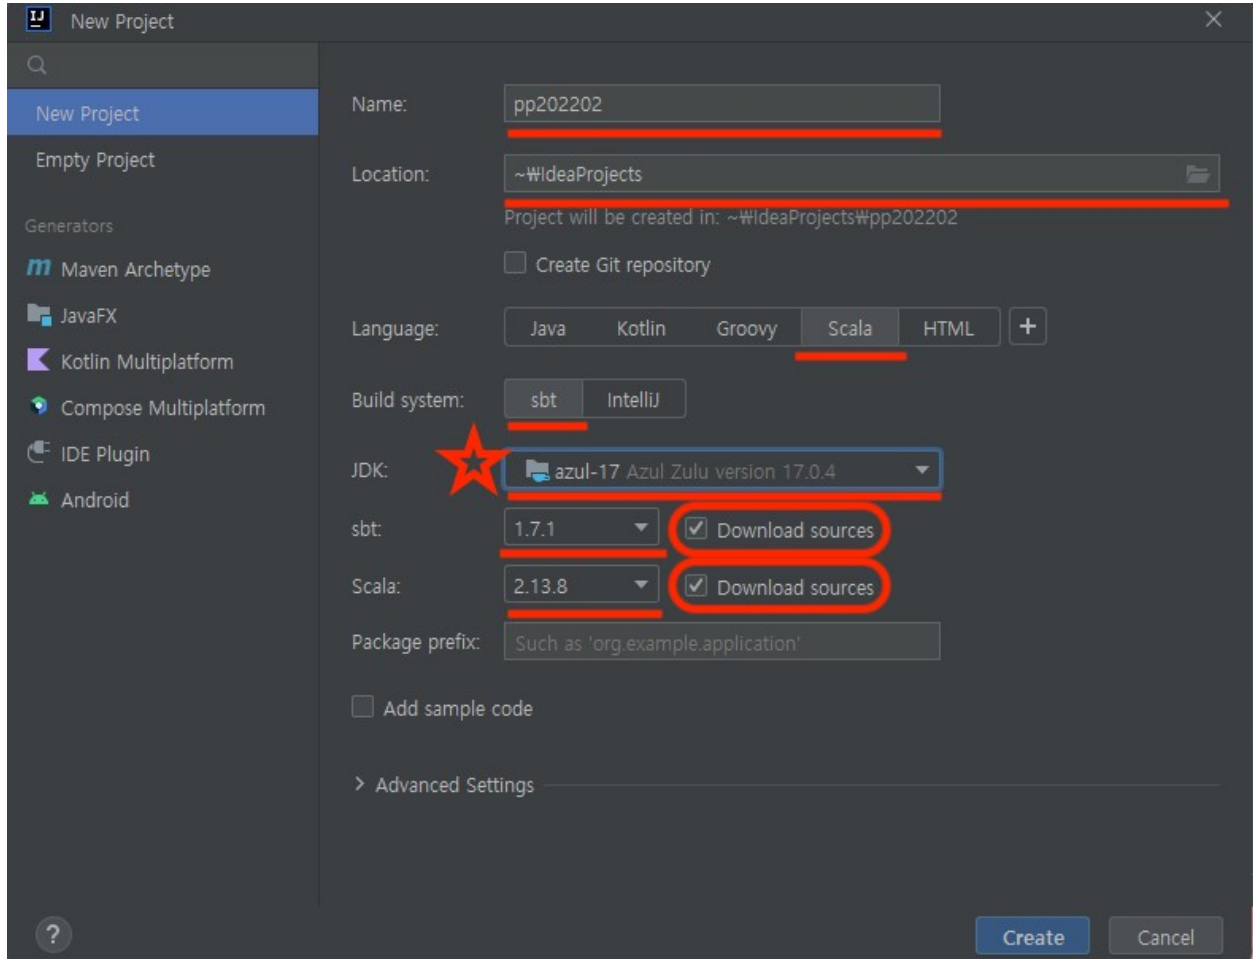 IJ New Project
New Project
Empty Project
Generators
m Maven Archetype
JavaFX
Kotlin Multiplatform
Compose Multiplatform
IDE Plugin
Android
Name: pp202202
Location: ~₩IdeaProjects
Project will be created in: ~₩IdeaProjects₩pp202202
Create Git repository
Language: Java Kotlin Groovy Scala HTML +
Build system: sbt IntelliJ
JDK: azul-17 Azul Zulu version 17.0.4
sbt: 1.7.1 Download sources
Scala: 2.13.8 Download sources
Package prefix: Such as 'org.example.application'
Add sample code
Advanced Settings
? Create Cancel